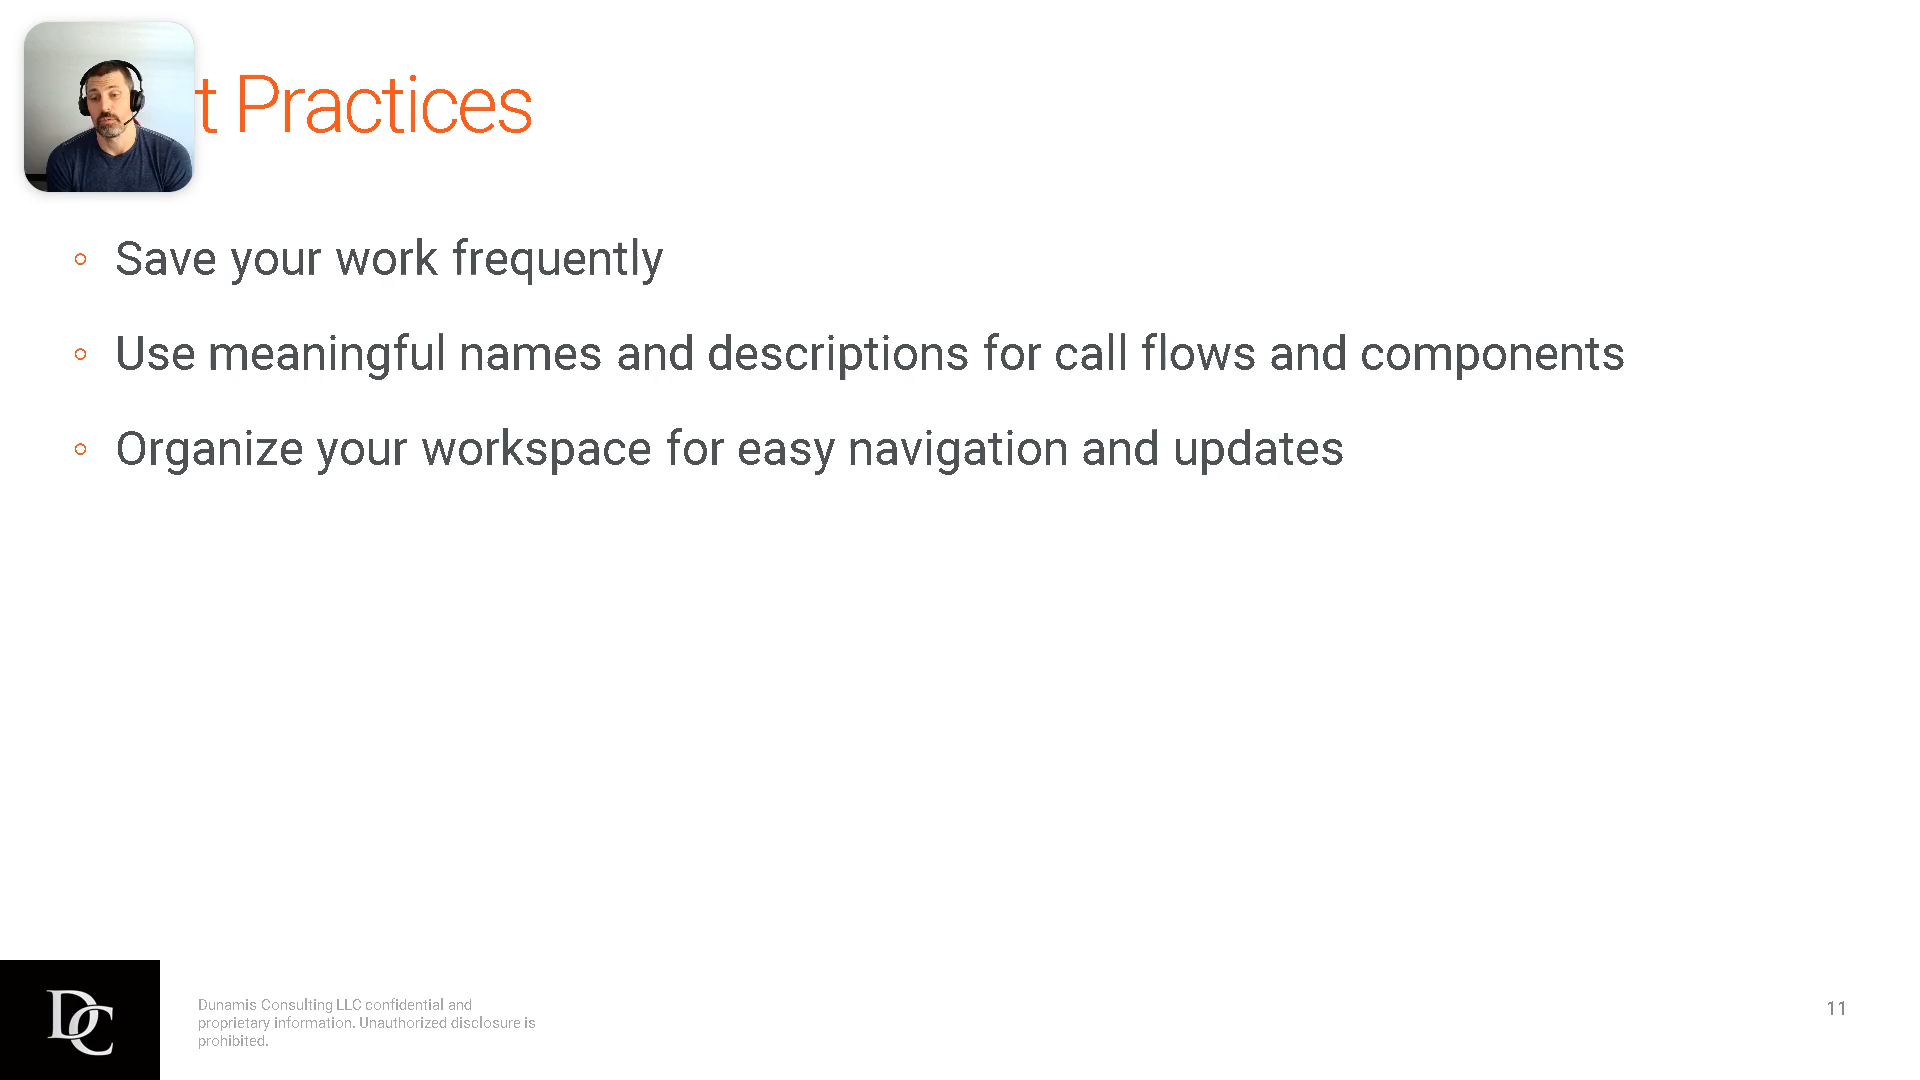 t Practices
Save your work frequently
Use meaningful names and descriptions for call flows and components
Organize your workspace for easy navigation and updates
DC
Dunamis Consulting LLC confidential and
proprietary information. Unauthorized disclosure is
prohibited.
11